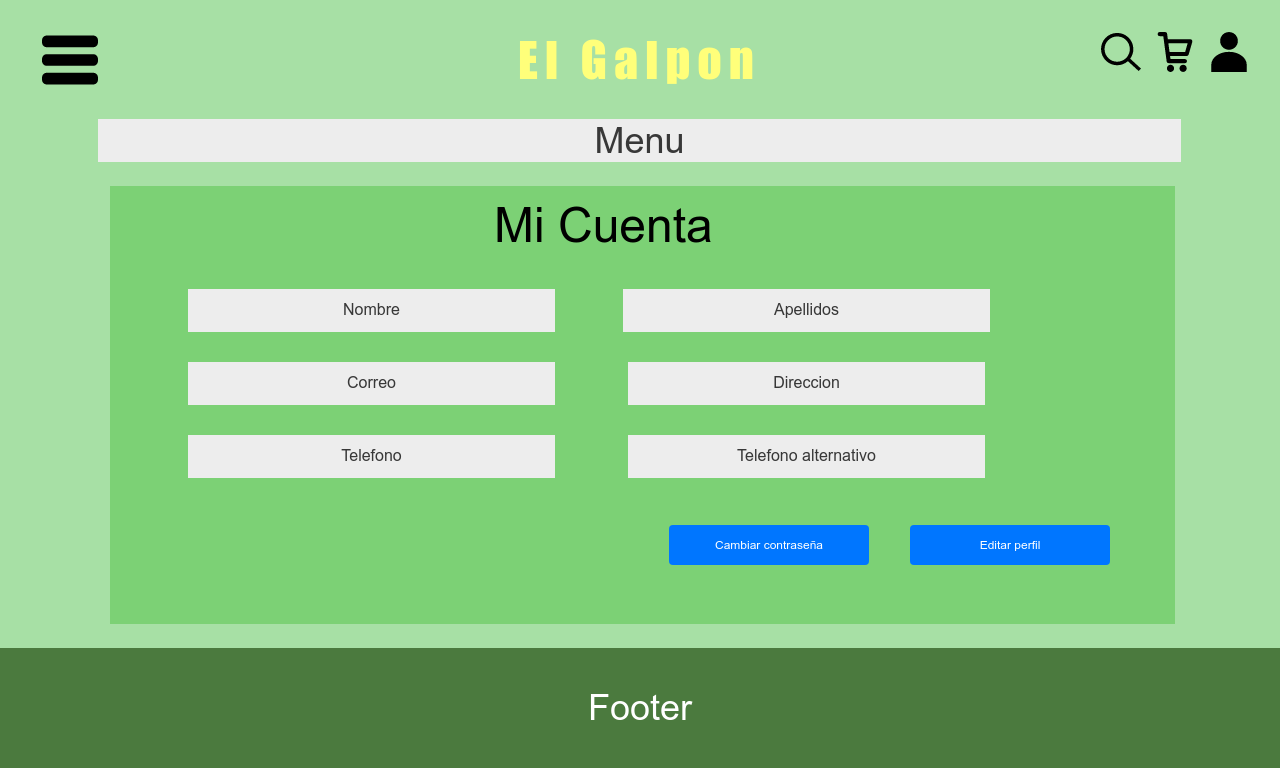 El Galpon
Menu
Mi Cuenta
Nombre
Apellidos
Correo
Direccion
Telefono
Telefono alternativo
Cambiar contraseña
Editar perfil
Footer